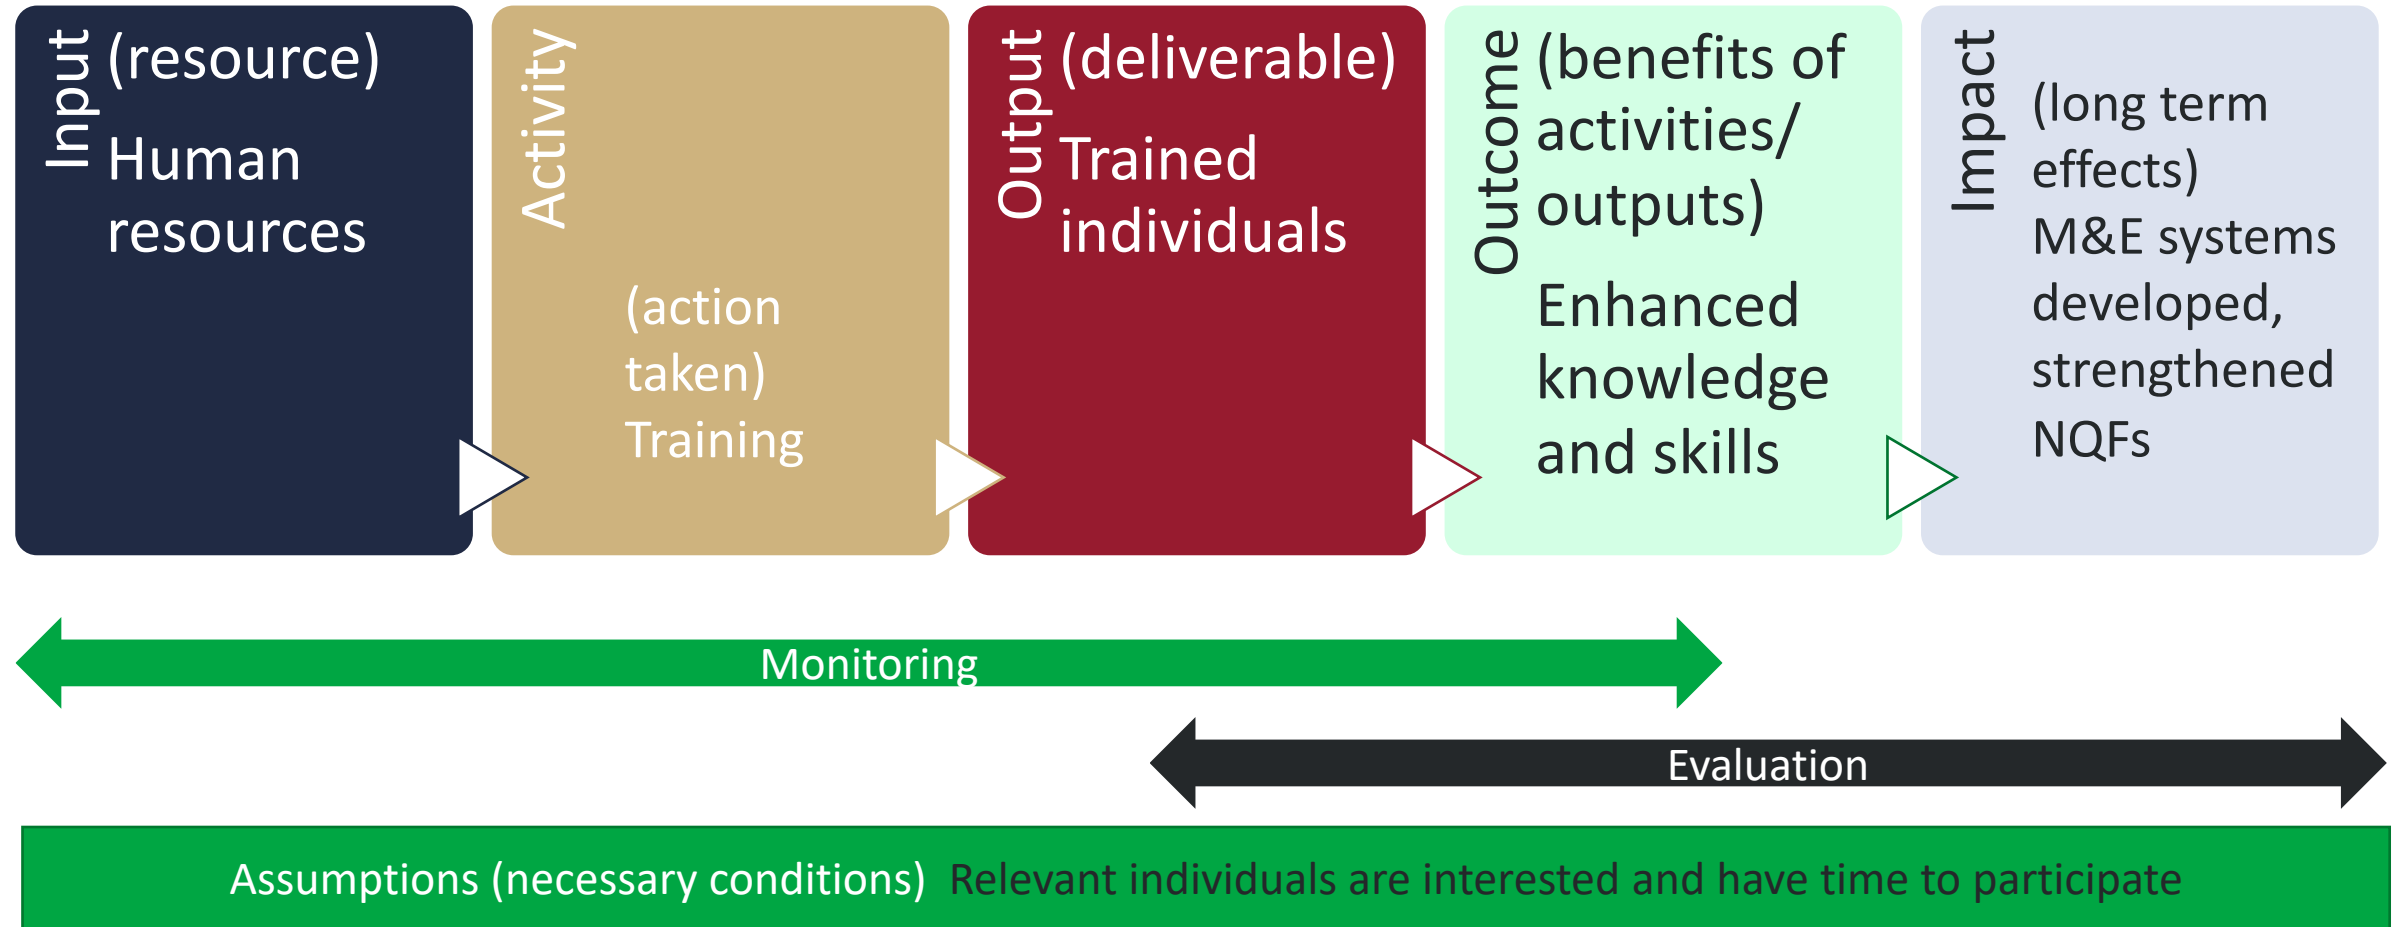 Input
(resource)
Human
resources
Activity
(action
taken)
Training
Output
(deliverable)
Trained
individuals
Outcome
(benefits of
activities/
outputs)
Enhanced
knowledge
and skills
Impact
(long term
effects)
M&E systems
developed,
strengthened
NQFs
Monitoring
Evaluation
Assumptions (necessary conditions) Relevant individuals are interested and have time to participate